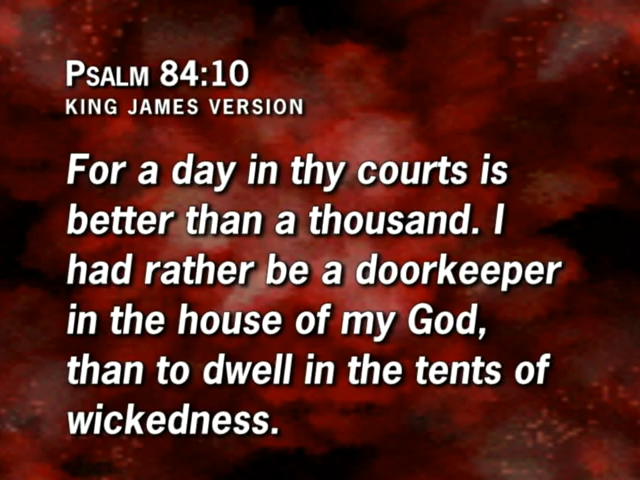 PSALM 84:10
KING JAMES VERSION
For a day in thy courts is
better than a thousand. I
had rather be a doorkeeper
in the house of my God,
than to dwell in the tents of
wickedness.